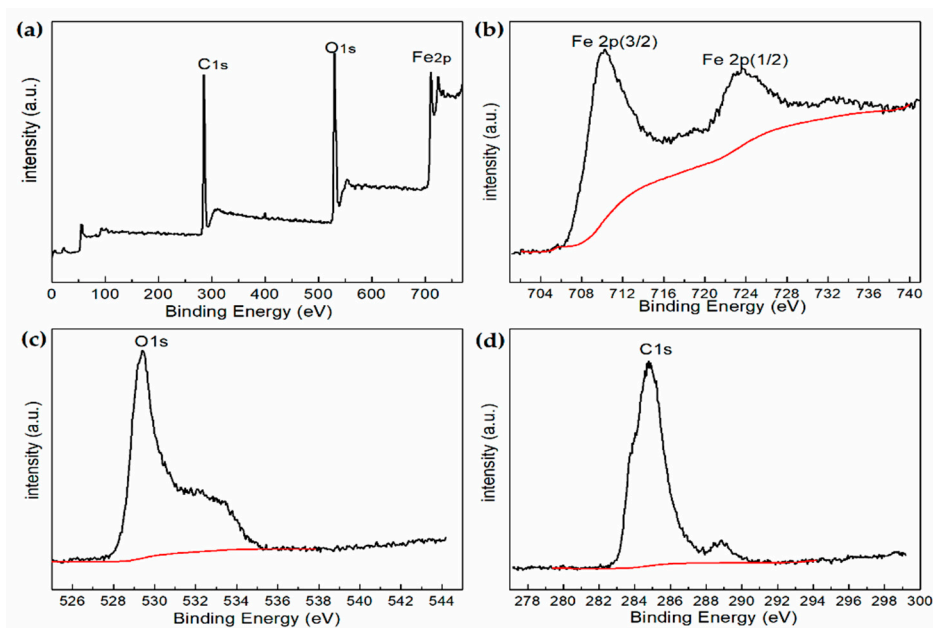 (a)
C1s
O1s
Fe2p
intensity (a.u.)
0 100 200 300 400 500 600 700
Binding Energy (eV)
(b)
Fe 2p(3/2)
Fe 2p(1/2)
intensity (a.u.)
704 708 712 716 720 724 728 732 736 740
Binding Energy (eV)
(c)
O1s
intensity (a.u.)
526 528 530 532 534 536 538 540 542 544
Binding Energy (eV)
(d)
C1s
intensity (a.u.)
278 280 282 284 286 288 290 292 294 296 298 300
Binding Energy (eV)